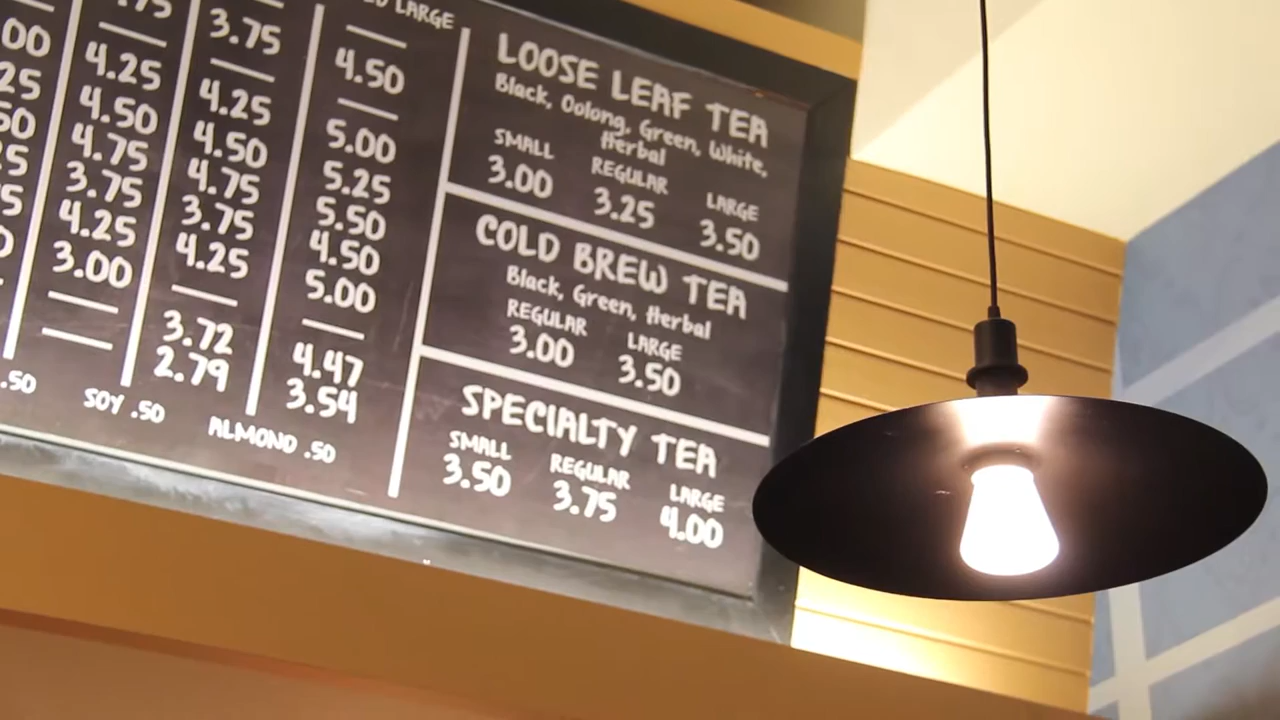 D LARGE
.75 3.75
.00 4.25 4.25 4.50
.25 4.50 4.50 5.00
.50 4.75 4.75 5.25
3.75 3.75 5.50
4.25 4.25 4.50
3.00 5.00
3.72 4.47
2.79 3.54
.50 SOY .50 ALMOND .50
LOOSE LEAF TEA
Black, Oolong, Green, White,
Herbal
SMALL REGULAR LARGE
3.00 3.25 3.50
COLD BREW TEA
Black, Green, Herbal
REGULAR LARGE
3.00 3.50
SPECIALTY TEA
SMALL REGULAR LARGE
3.50 3.75 4.00